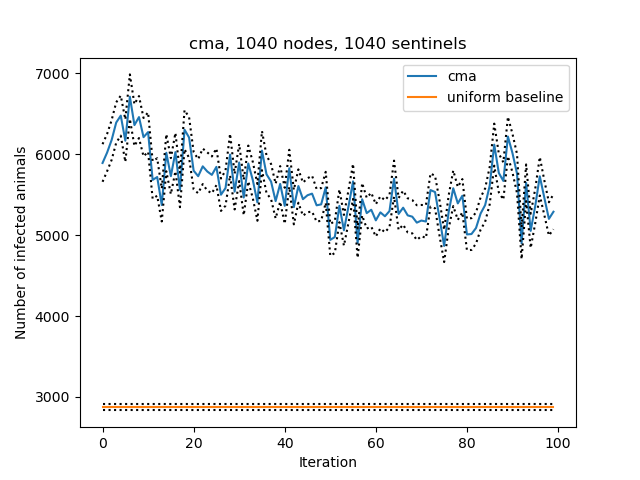 cma, 1040 nodes, 1040 sentinels
cma
uniform baseline
Number of infected animals
7000
6000
5000
4000
3000
0 20 40 60 80 100
Iteration